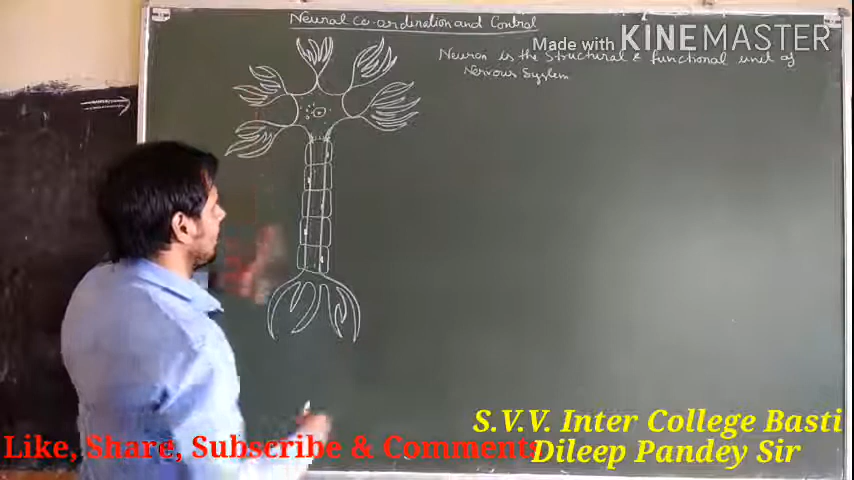 Neural co-ordination and Control
Made with KINEMASTER
Neuron is the Structural & functional unit of
Nervous System
S.V.V. Inter College Basti
Like, Share, Subscribe & Comments
Dileep Pandey Sir